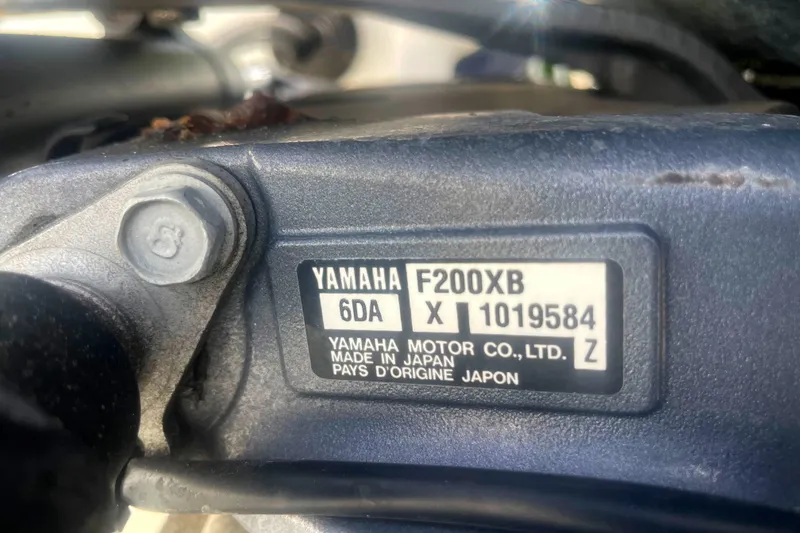 YAMAHA F200XB
6DA X 1019584
YAMAHA MOTOR CO., LTD. Z
MADE IN JAPAN
PAYS D'ORIGINE JAPON